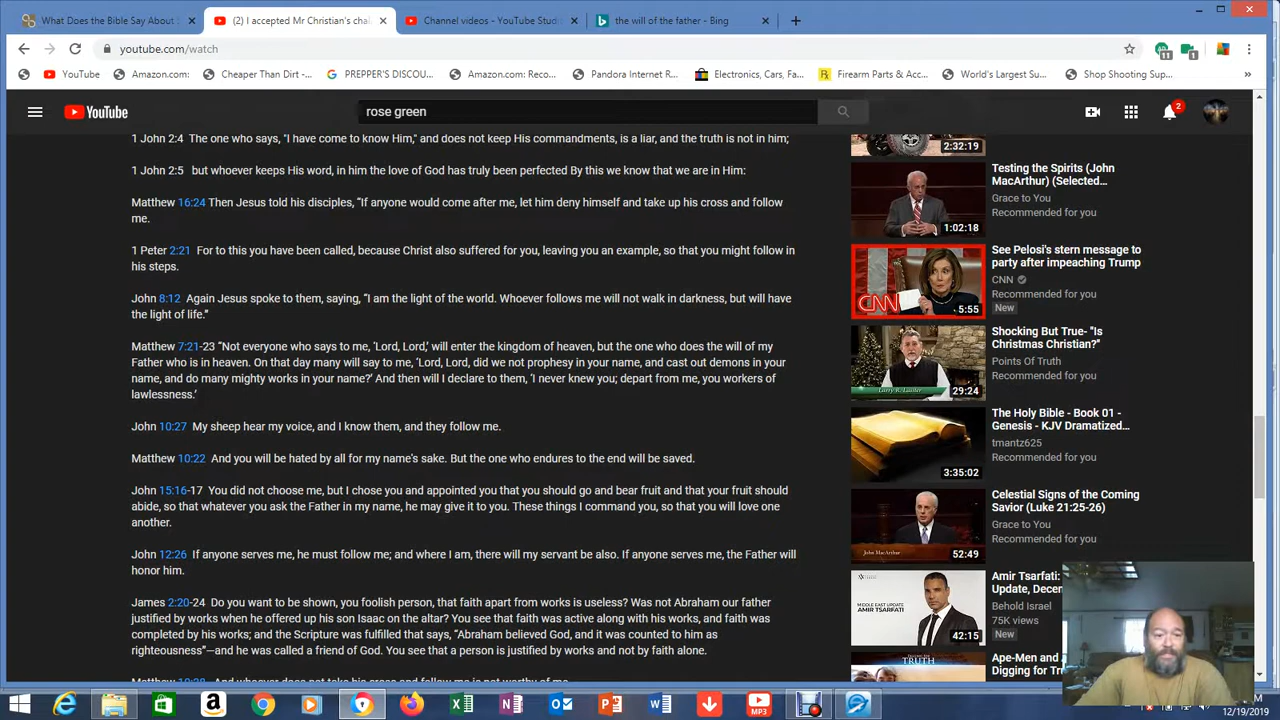 What Does the Bible Say About S
(2) I accepted Mr Christian's chal
Channel videos - YouTube Studi
the will of the father - Bing
youtube.com/watch
11
1
YouTube
Amazon.com:
Cheaper Than Dirt -...
PREPPER'S DISCOU...
Amazon.com: Reco...
Pandora Internet R...
Electronics, Cars, Fa...
Firearm Parts & Acc...
World's Largest Su...
Shop Shooting Sup...
YouTube
rose green
2
1 John 2:4 The one who says, "I have come to know Him," and does not keep His commandments, is a liar, and the truth is not in him;
1 John 2:5 but whoever keeps His word, in him the love of God has truly been perfected By this we know that we are in Him:
Matthew 16:24 Then Jesus told his disciples, "If anyone would come after me, let him deny himself and take up his cross and follow
me.
1 Peter 2:21 For to this you have been called, because Christ also suffered for you, leaving you an example, so that you might follow in
his steps.
John 8:12 Again Jesus spoke to them, saying, "I am the light of the world. Whoever follows me will not walk in darkness, but will have
the light of life."
Matthew 7:21-23 "Not everyone who says to me, 'Lord, Lord,' will enter the kingdom of heaven, but the one who does the will of my
Father who is in heaven. On that day many will say to me, 'Lord, Lord, did we not prophesy in your name, and cast out demons in your
name, and do many mighty works in your name?' And then will I declare to them, 'I never knew you; depart from me, you workers of
lawlessness.'
John 10:27 My sheep hear my voice, and I know them, and they follow me.
Matthew 10:22 And you will be hated by all for my name's sake. But the one who endures to the end will be saved.
John 15:16-17 You did not choose me, but I chose you and appointed you that you should go and bear fruit and that your fruit should
abide, so that whatever you ask the Father in my name, he may give it to you. These things I command you, so that you will love one
another.
John 12:26 If anyone serves me, he must follow me; and where I am, there will my servant be also. If anyone serves me, the Father will
honor him.
James 2:20-24 Do you want to be shown, you foolish person, that faith apart from works is useless? Was not Abraham our father
justified by works when he offered up his son Isaac on the altar? You see that faith was active along with his works, and faith was
completed by his works; and the Scripture was fulfilled that says, "Abraham believed God, and it was counted to him as
righteousness"—and he was called a friend of God. You see that a person is justified by works and not by faith alone.
2:32:19
Testing the Spirits (John
MacArthur) (Selected...
Grace to You
Recommended for you
1:02:18
See Pelosi's stern message to
party after impeaching Trump
CNN
Recommended for you
New
CNN
5:55
Shocking But True- "Is
Christmas Christian?"
Points Of Truth
Recommended for you
29:24
The Holy Bible - Book 01 -
Genesis - KJV Dramatized...
tmantz625
Recommended for you
3:35:02
Celestial Signs of the Coming
Savior (Luke 21:25-26)
Grace to You
Recommended for you
John MacArthur
52:49
Amir Tsarfati:
Update, Decem
Behold Israel
75K views
New
MIDDLE EAST UPDATE
AMIR TSARFATI
42:15
Ape-Men and
Digging for Tru
TRUTH
MP3
12/19/2019